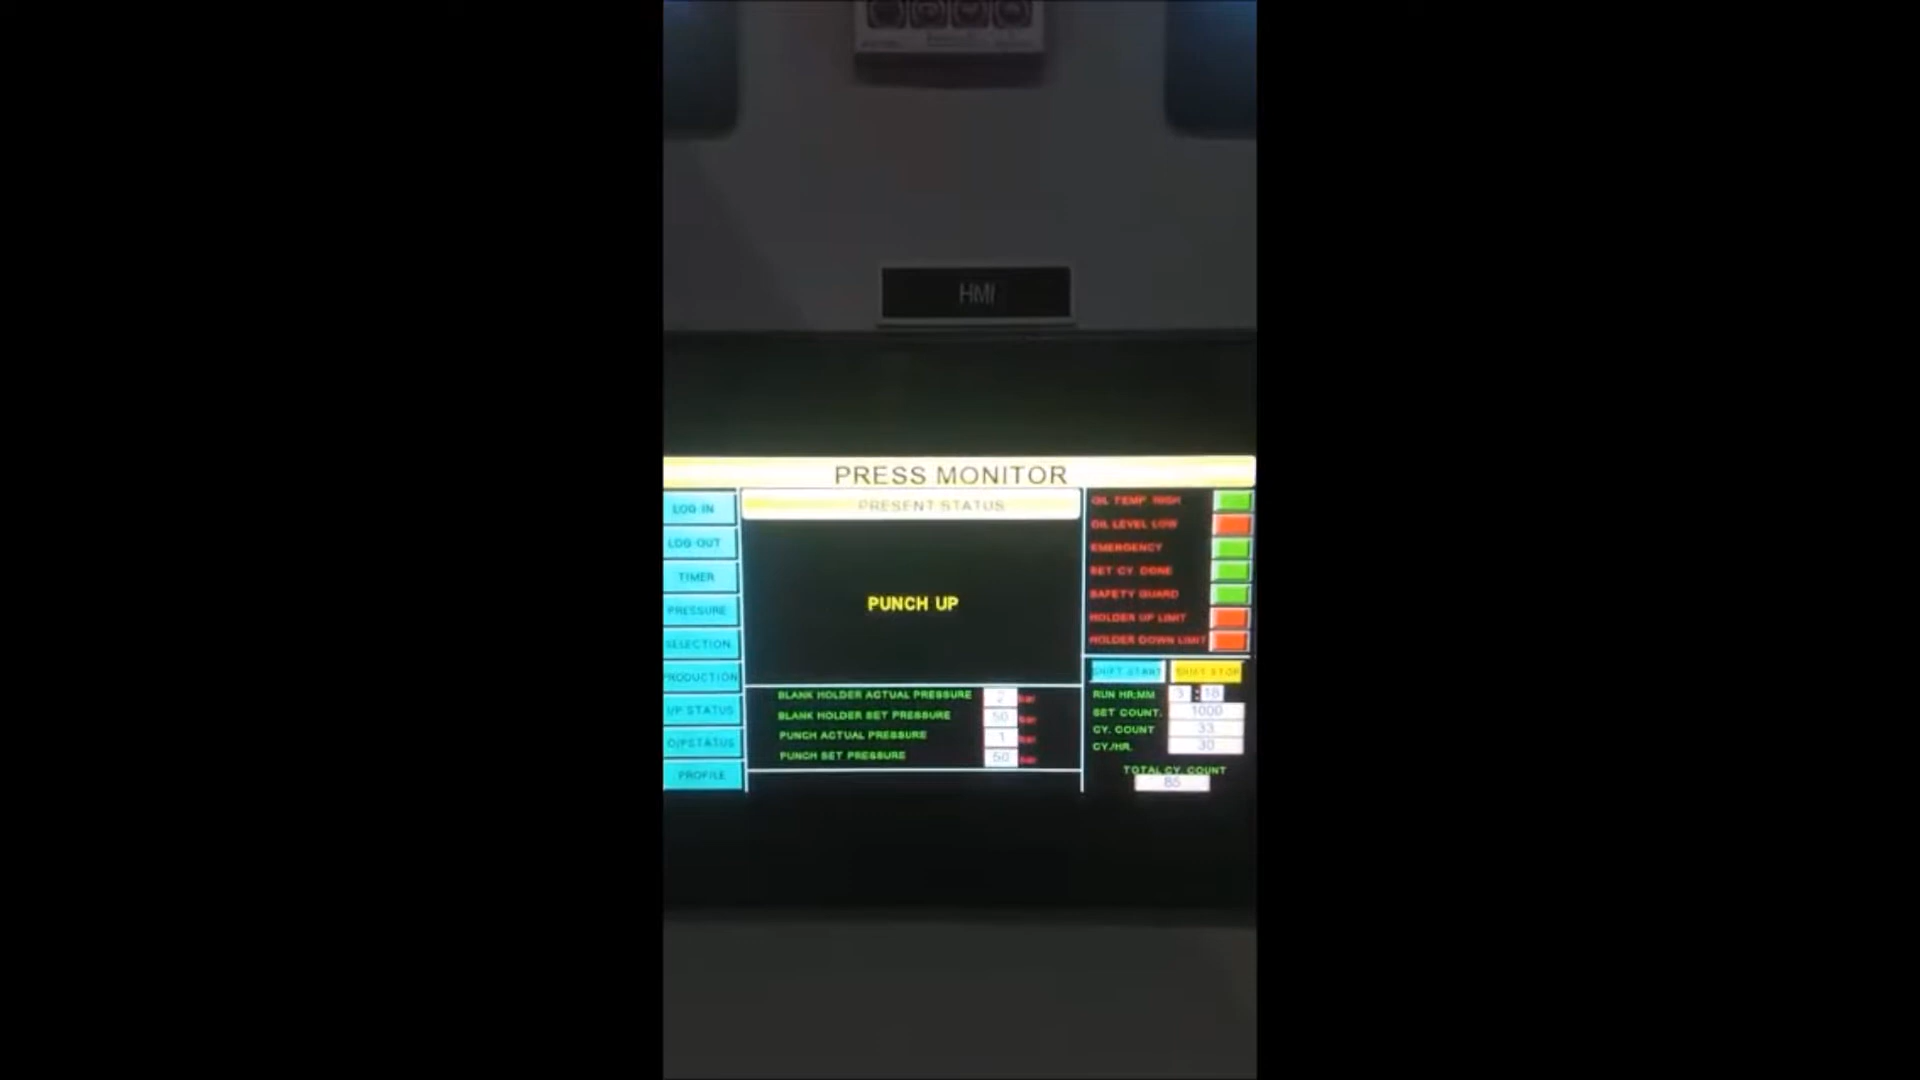 HMI
PRESS MONITOR
LOG IN
LOG OUT
TIMER
PRESSURE
SELECTION
PRODUCTION
I/P STATUS
O/PSTATUS
PROFILE
PRESENT STATUS
PUNCH UP
BLANK HOLDER ACTUAL PRESSURE 2 bar
BLANK HOLDER SET PRESSURE 50 bar
PUNCH ACTUAL PRESSURE 1 bar
PUNCH SET PRESSURE 50 bar
OIL TEMP HIGH
OIL LEVEL LOW
EMERGENCY
SET CY. DONE
SAFETY GUARD
HOLDER UP LIMIT
HOLDER DOWN LIMIT
SHIFT START SHIFT STOP
RUN HR:MM 3 : 18
SET COUNT. 1000
CY. COUNT 33
CY./HR. 30
TOTAL CY. COUNT
85